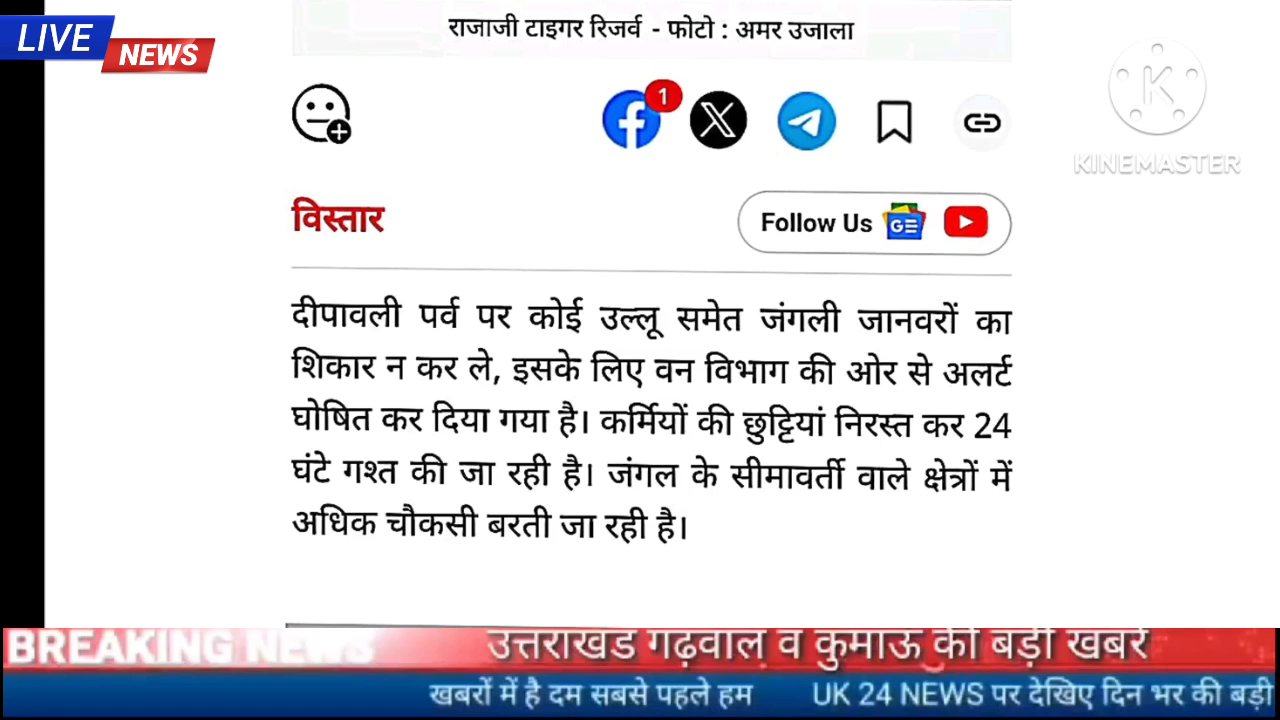 राजाजी टाइगर रिजर्व - फोटो : अमर उजाला
LIVE
NEWS
1
K
KINEMASTER
विस्तार
Follow Us GE
दीपावली पर्व पर कोई उल्लू समेत जंगली जानवरों का
शिकार न कर ले, इसके लिए वन विभाग की ओर से अलर्ट
घोषित कर दिया गया है। कर्मियों की छुट्टियां निरस्त कर 24
घंटे गश्त की जा रही है। जंगल के सीमावर्ती वाले क्षेत्रों में
अधिक चौकसी बरती जा रही है।
BREAKING NEWS
उत्तराखंड गढ़वाल व कुमाऊं की बड़ी खबरें
खबरों में है दम सबसे पहले हम UK 24 NEWS पर देखिए दिन भर की बड़ी